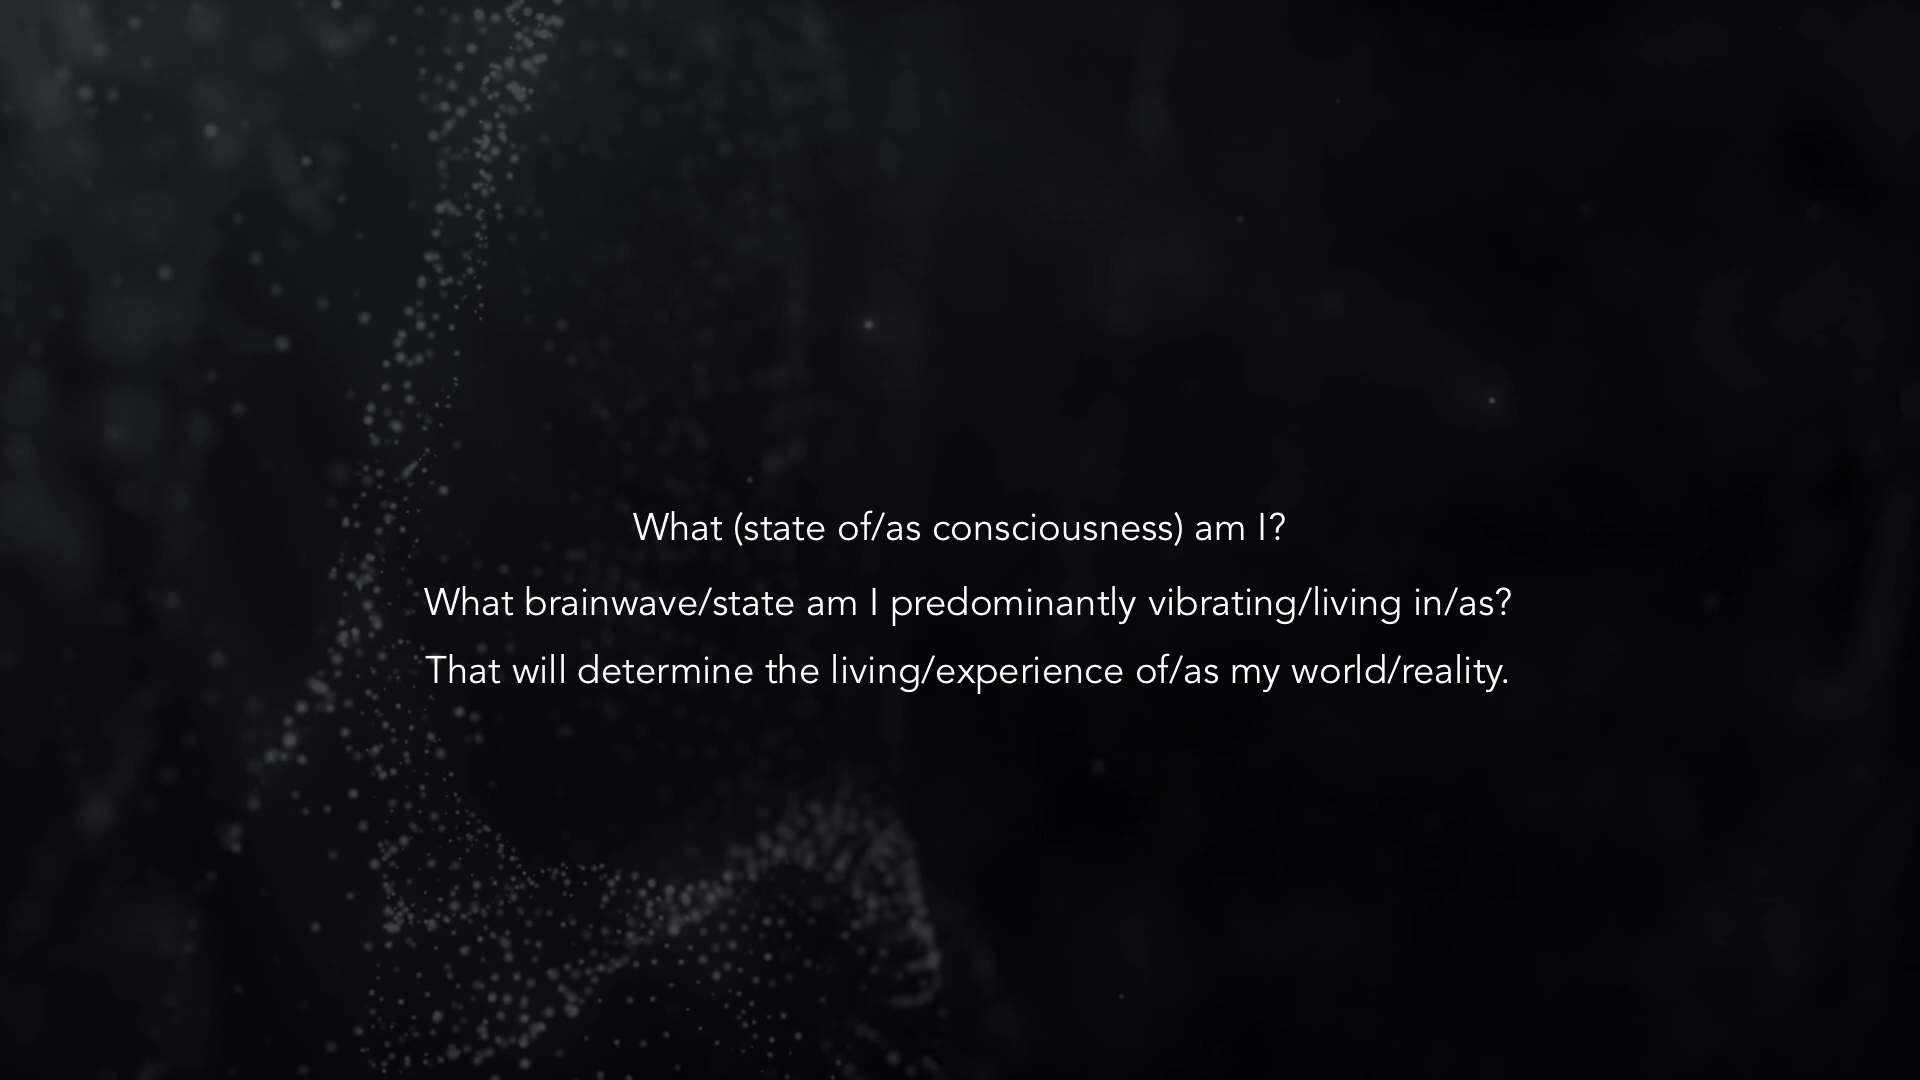 What (state of/as consciousness) am I?
What brainwave/state am I predominantly vibrating/living in/as?
That will determine the living/experience of/as my world/reality.